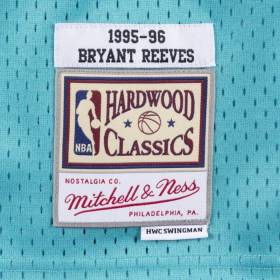 1995-96
BRYANT REEVES
NBA
HARDWOOD
CLASSICS
NOSTALGIA CO.
Mitchell & Ness
PHILADELPHIA, PA.
HWC SWINGMAN